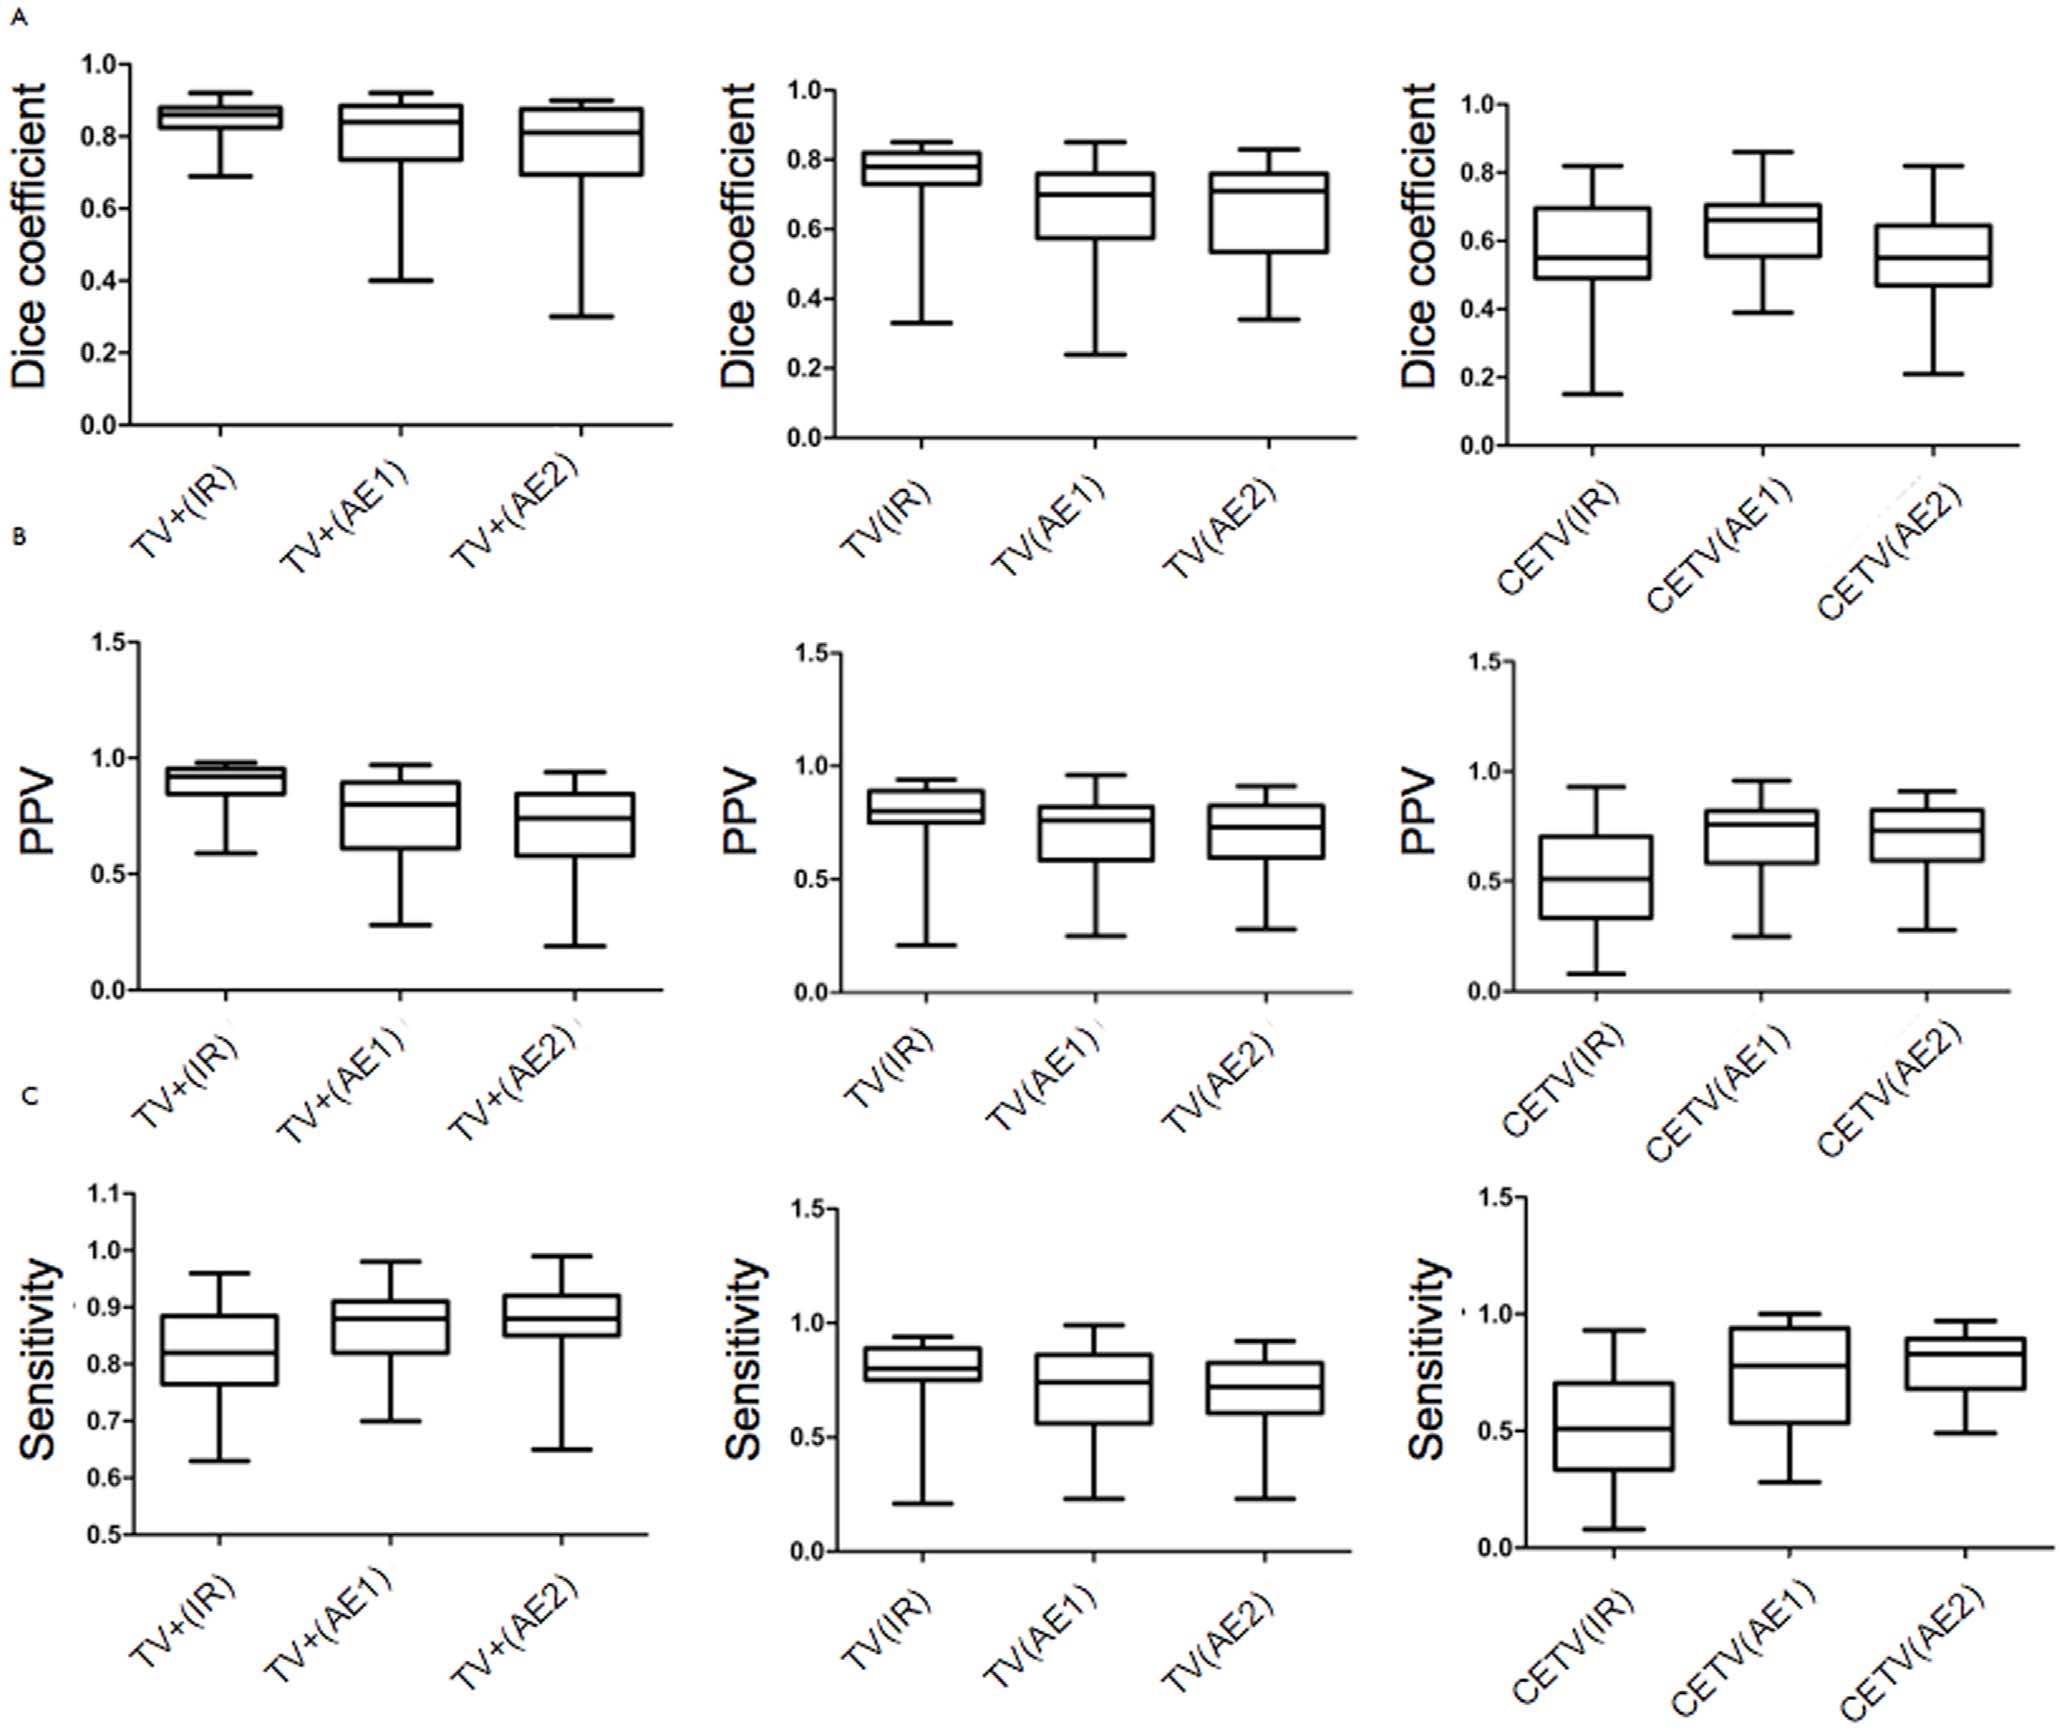 A
Dice coefficient
1.0
0.8
0.6
0.4
0.2
0.0
TV+(IR)
TV+(AE1)
TV+(AE2)
Dice coefficient
1.0
0.8
0.6
0.4
0.2
0.0
TV(IR)
TV(AE1)
TV(AE2)
Dice coefficient
1.0
0.8
0.6
0.4
0.2
0.0
CETV(IR)
CETV(AE1)
CETV(AE2)
B
PPV
1.5
1.0
0.5
0.0
TV+(IR)
TV+(AE1)
TV+(AE2)
PPV
1.5
1.0
0.5
0.0
TV(IR)
TV(AE1)
TV(AE2)
PPV
1.5
1.0
0.5
0.0
CETV(IR)
CETV(AE1)
CETV(AE2)
C
Sensitivity
1.1
1.0
0.9
0.8
0.7
0.6
0.5
TV+(IR)
TV+(AE1)
TV+(AE2)
Sensitivity
1.5
1.0
0.5
0.0
TV(IR)
TV(AE1)
TV(AE2)
Sensitivity
1.5
1.0
0.5
0.0
CETV(IR)
CETV(AE1)
CETV(AE2)